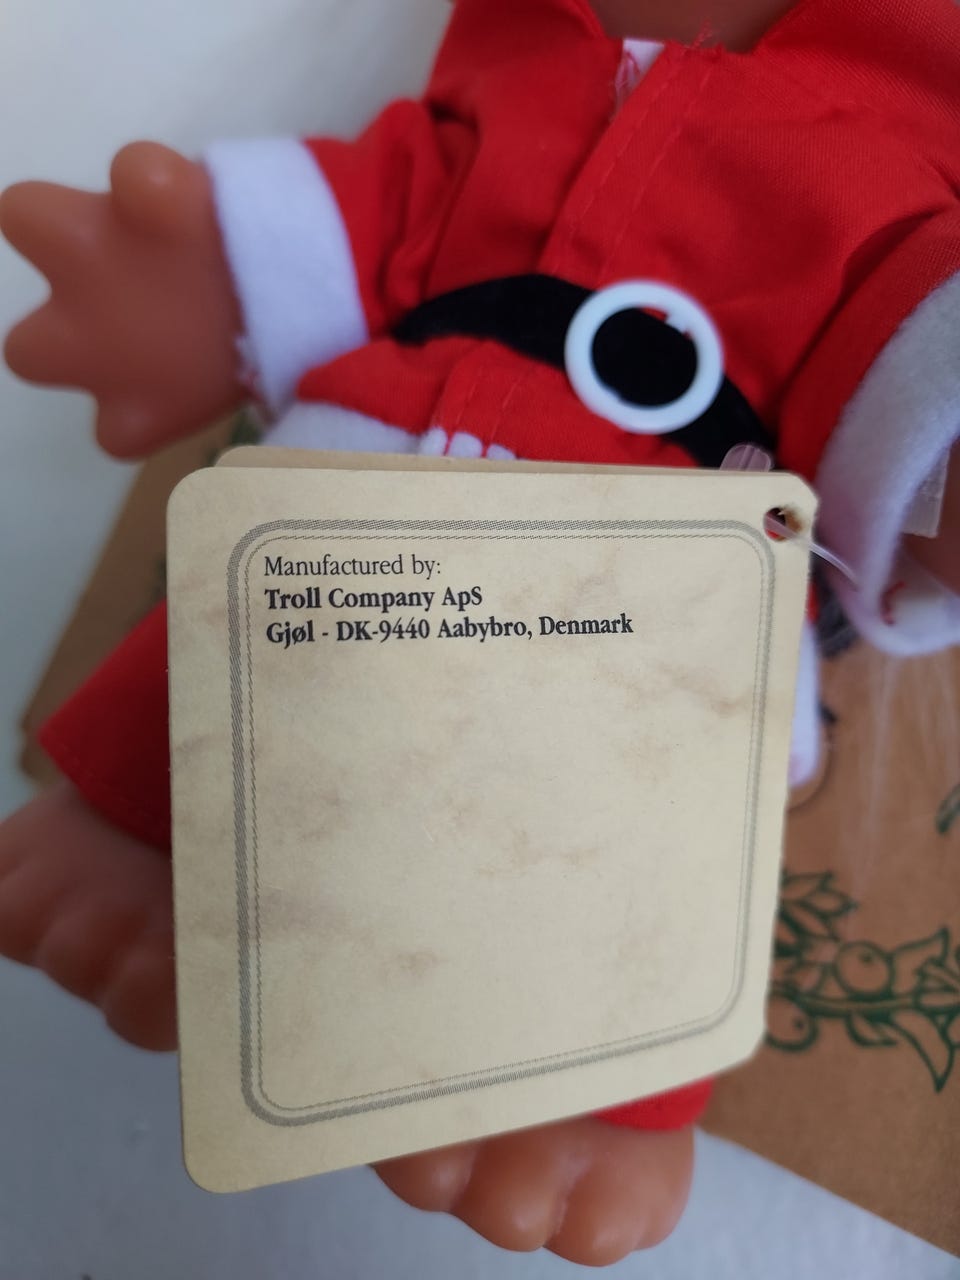 Manufactured by:
Troll Company ApS
Gjøl - DK-9440 Aabybro, Denmark